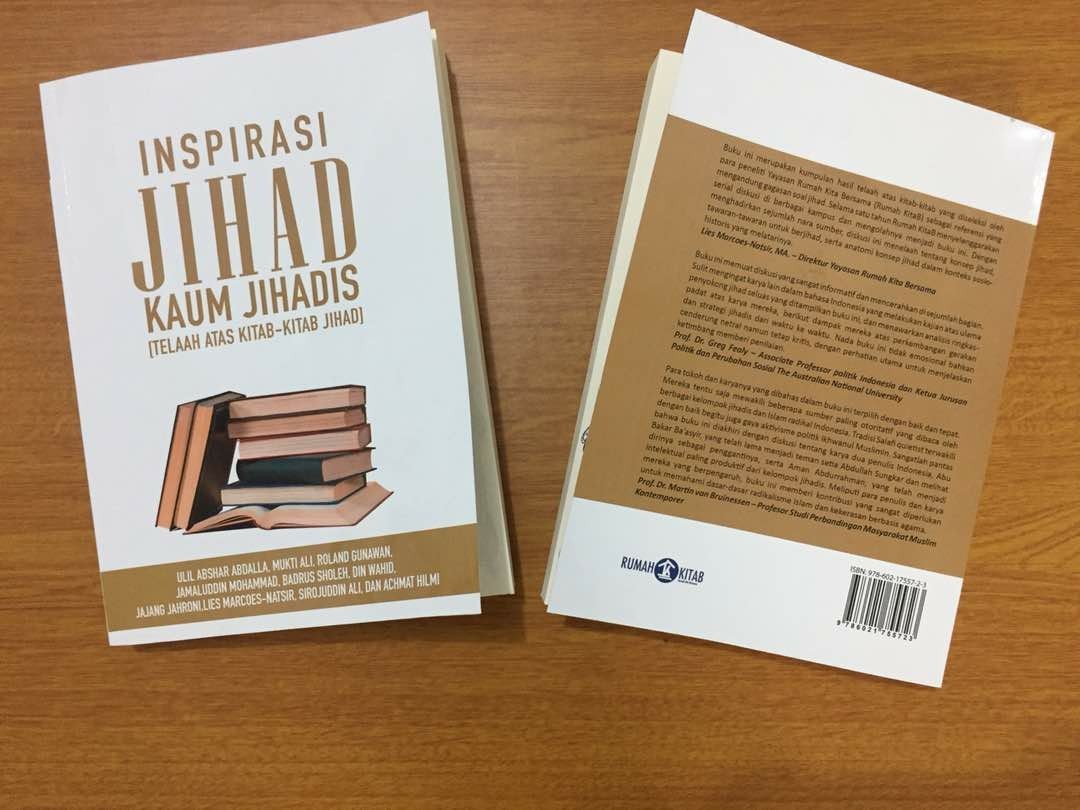 INSPIRASI
JIHAD
KAUM JIHADIS
[TELAAH ATAS KITAB-KITAB JIHAD]
ULIL ABSHAR ABDALLA, MUKTI ALI, ROLAND GUNAWAN,
JAMALUDDIN MOHAMMAD, BADRUS SHOLEH, DIN WAHID,
JAJANG JAHRONI,LIES MARCOES-NATSIR, SIROJUDDIN ALI, DAN ACHMAT HILMI
Buku ini merupakan kumpulan hasil telaah atas kitab-kitab yang diseleksi oleh
para peneliti Yayasan Rumah Kita Bersama (Rumah KitaB) sebagai referensi yang
mengandung gagasan soal jihad. Selama satu tahun Rumah KitaB menyelenggarakan
serial diskusi di berbagai kampus dan mengolahnya menjadi buku ini. Dengan
menghadirkan sejumlah nara sumber, diskusi ini menelaah tentang konsep jihad,
tawaran-tawaran untuk berjihad, serta anatomi konsep jihad dalam konteks sosio-
historis yang melatarinya.
Lies Marcoes-Natsir, MA. – Direktur Yayasan Rumah Kita Bersama
Buku ini memuat diskusi yang sangat informatif dan mencerahkan di sejumlah bagian.
Sulit mengingat karya lain dalam bahasa Indonesia yang melakukan kajian atas ulama
penyokong jihad seluas yang ditampilkan buku ini, dan menawarkan analisis ringkas-
padat atas karya mereka, berikut dampak mereka atas perkembangan gerakan
dan strategi jihadis dari waktu ke waktu. Nada buku ini tidak emosional bahkan
cenderung netral namun tetap kritis, dengan perhatian utama untuk menjelaskan
ketimbang memberi penilaian.
Prof. Dr. Greg Fealy – Associate Professor politik Indonesia dan Ketua Jurusan
Politik dan Perubahan Sosial The Australian National University
Para tokoh dan karyanya yang dibahas dalam buku ini terpilih dengan baik dan tepat.
Mereka tentu saja mewakili beberapa sumber paling otoritatif yang dibaca oleh
berbagai kelompok jihadis dan Islam radikal Indonesia. Tradisi Salafi quietist terwakili
dengan baik begitu juga gaya aktivisme politik Ikhwanul Muslimin. Sangatlah pantas
bahwa buku ini diakhiri dengan diskusi tentang karya dua penulis Indonesia, Abu
Bakar Ba'asyir, yang telah lama menjadi teman setia Abdullah Sungkar dan melihat
dirinya sebagai penggantinya, serta Aman Abdurrahman, yang telah menjadi
intelektual paling produktif dari kelompok jihadis. Meliputi para penulis dan karya
mereka yang berpengaruh, buku ini memberi kontribusi yang sangat diperlukan
untuk memahami dasar-dasar radikalisme Islam dan kekerasan berbasis agama.
Prof. Dr. Martin van Bruinessen – Profesor Studi Perbandingan Masyarakat Muslim
Kontemporer
RUMAH KITAB
ISBN: 978-602-17557-2-3
9 786021 755723